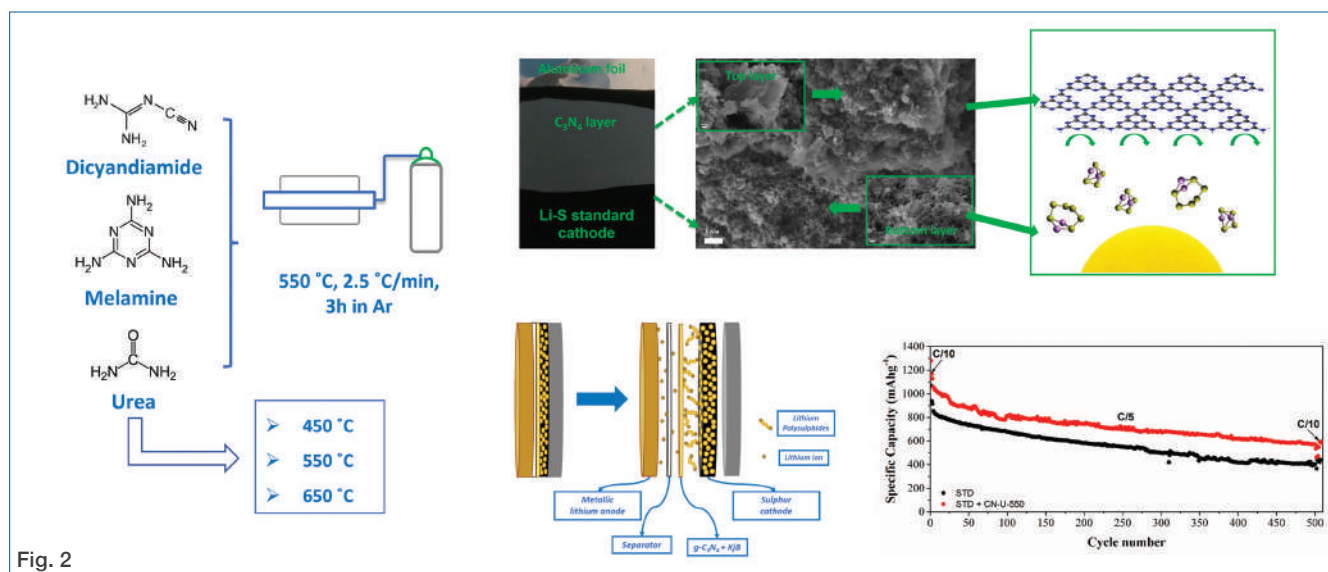 H₂N
N
C
N
NH₂
Dicyandiamide
NH₂
N
N
H₂N
N
NH₂
Melamine
O
C
H₂N
NH₂
Urea
550 ˚C, 2.5 ˚C/min,
3h in Ar
➢ 450 ˚C
➢ 550 ˚C
➢ 650 ˚C
Aluminum foil
C₃N₄ layer
Li-S standard
cathode
Top layer
Bottom layer
Lithium
Polysulphides
Lithium Ion
Metallic
lithium anode
Sulphur
cathode
Separator
g-C₃N₄ + KjB
Specific Capacity (mAhg⁻¹)
1400
1200
1000
800
600
400
200
0
C/10
C/5
C/10
STD
STD + CN-U-550
0 50 100 150 200 250 300 350 400 450 500
Cycle number
Fig. 2